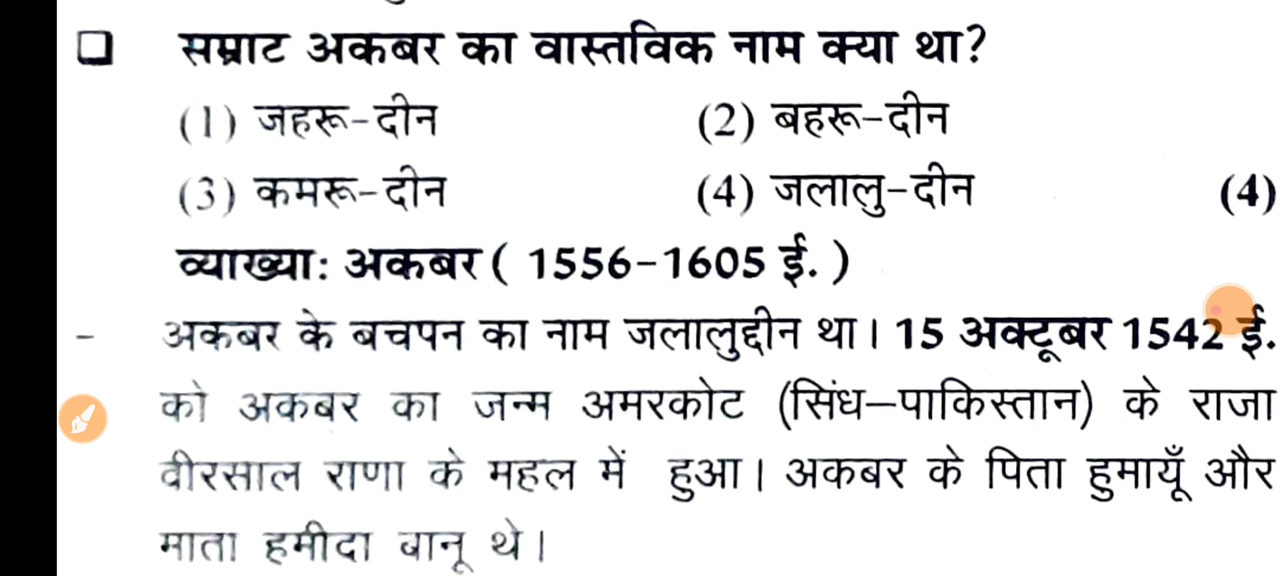 सम्राट अकबर का वास्तविक नाम क्या था?
(1) जहरू-दीन (2) बहरू-दीन
(3) कमरू-दीन (4) जलालु-दीन (4)
व्याख्या: अकबर ( 1556-1605 ई. )
- अकबर के बचपन का नाम जलालुद्दीन था। 15 अक्टूबर 1542 ई.
को अकबर का जन्म अमरकोट (सिंध–पाकिस्तान) के राजा
वीरसाल राणा के महल में हुआ। अकबर के पिता हुमायूँ और
माता हमीदा बानू थे।